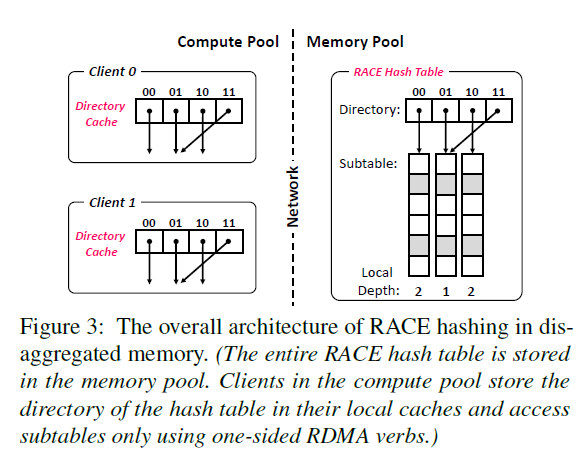 Compute Pool
Memory Pool
Client 0
Directory
Cache
00 01 10 11
Client 1
Directory
Cache
00 01 10 11
Network
RACE Hash Table
00 01 10 11
Directory:
Subtable:
Local
Depth: 2 1 2
Figure 3: The overall architecture of RACE hashing in dis-
aggregated memory. (The entire RACE hash table is stored
in the memory pool. Clients in the compute pool store the
directory of the hash table in their local caches and access
subtables only using one-sided RDMA verbs.)